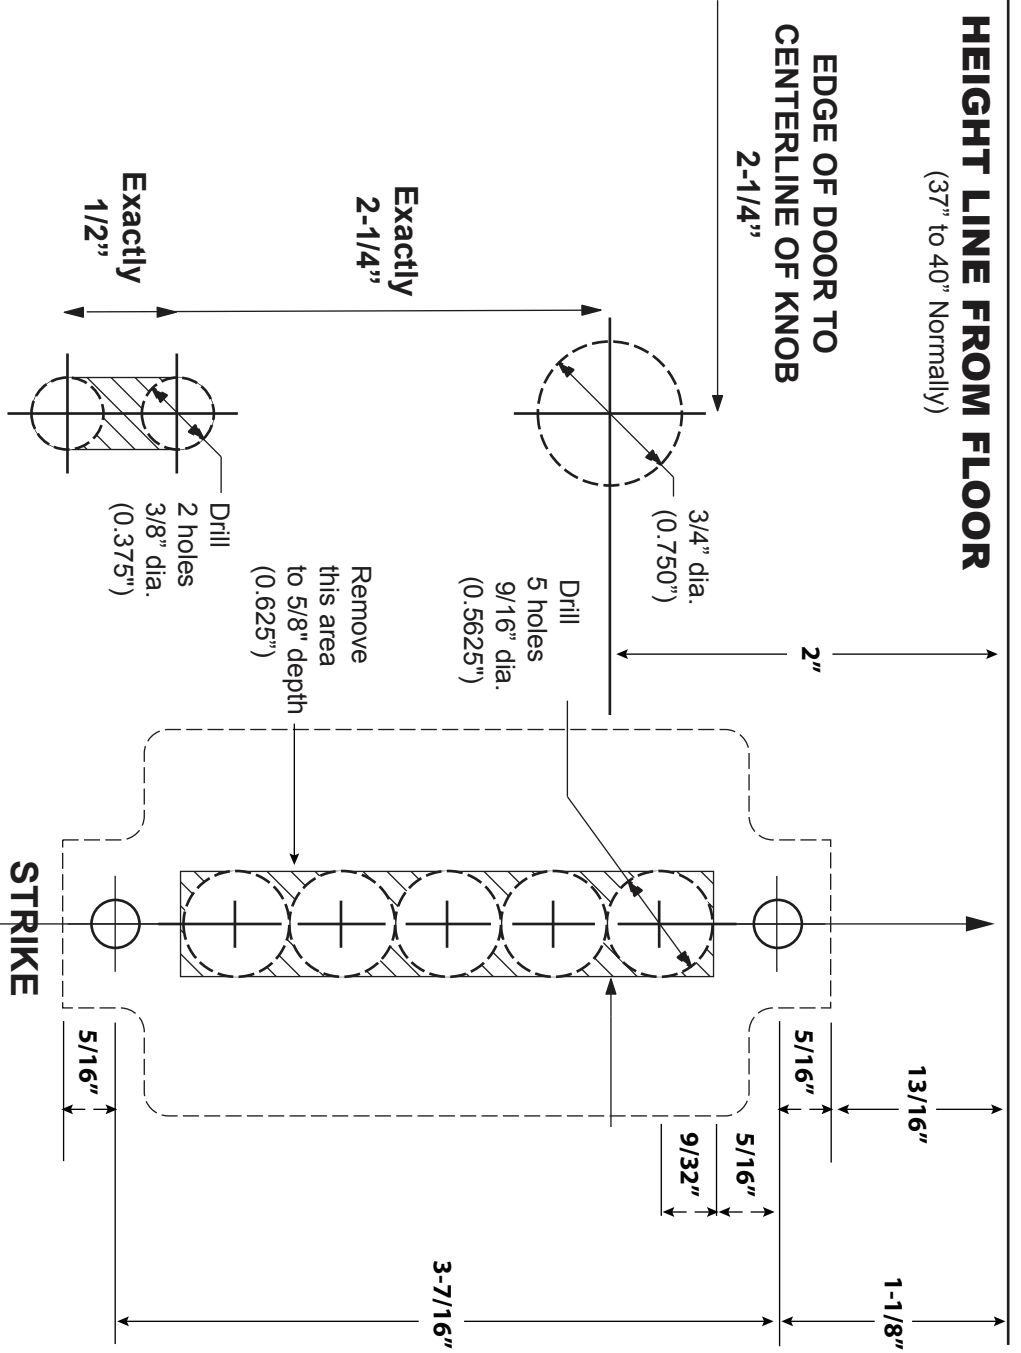 HEIGHT LINE FROM FLOOR
(37” to 40” Normally)
EDGE OF DOOR TO
CENTERLINE OF KNOB
2-1/4”
Exactly
2-1/4”
Exactly
1/2”
3/4” dia.
(0.750”)
Drill
2 holes
3/8” dia.
(0.375")
Drill
5 holes
9/16” dia.
(0.5625")
Remove
this area
to 5/8" depth
(0.625”)
2”
STRIKE
13/16”
5/16”
5/16”
5/16”
9/32”
1-1/8”
3-7/16”